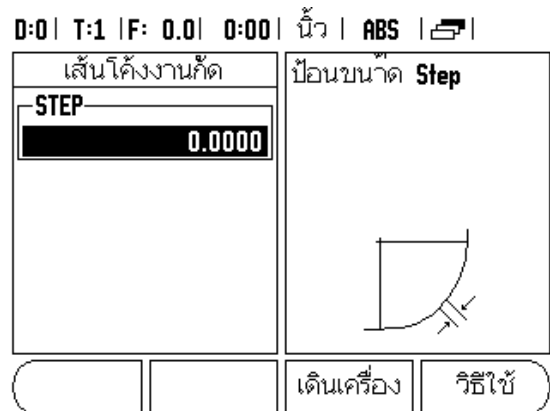 D:0| T:1 |F: 0.0| 0:00| นิ้ว | ABS |
เส้นโค้งงานกัด
ป้อนขนาด Step
STEP
0.0000
เดินเครื่อง
วิธีใช้